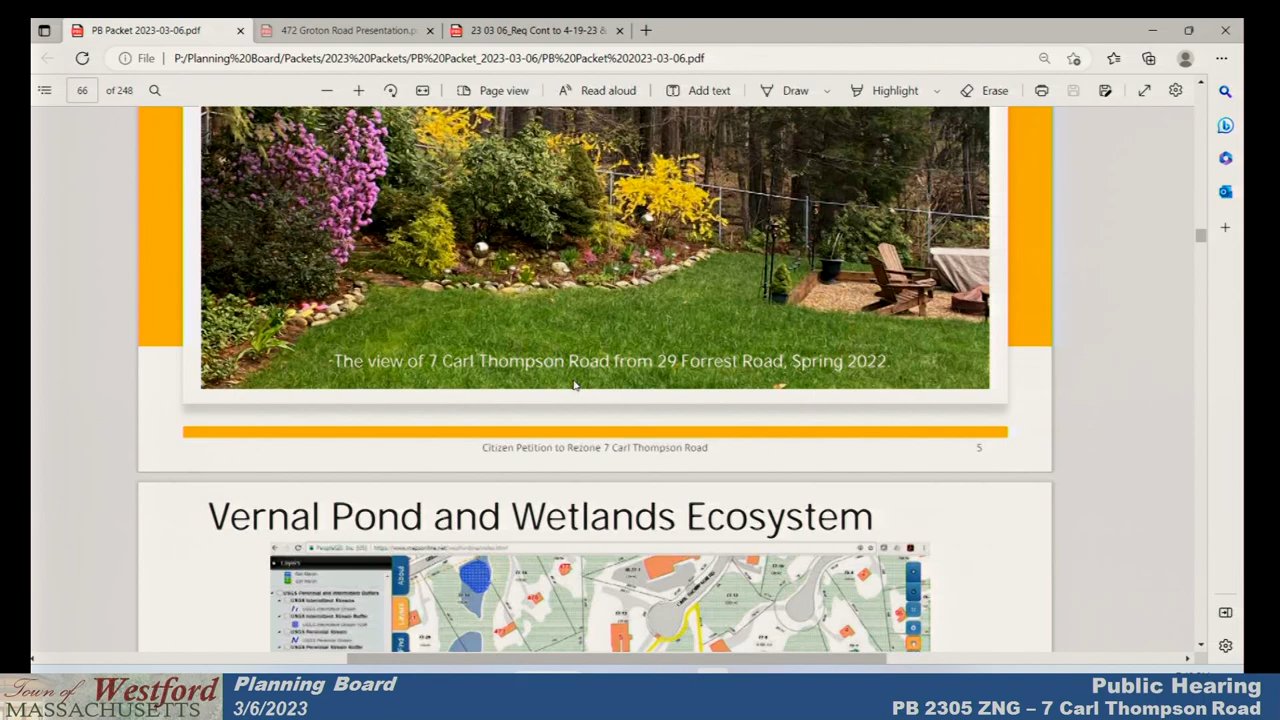 PB Packet 2023-03-06.pdf
472 Groton Road Presentation.p
23 03 06_Req Cont to 4-19-23 &
File
P:/Planning%20Board/Packets/2023%20Packets/PB%20Packet_2023-03-06/PB%20Packet%202023-03-06.pdf
66 of 248
Page view
Read aloud
Add text
Draw
Highlight
Erase
-The view of 7 Carl Thompson Road from 29 Forrest Road, Spring 2022.
Citizen Petition to Rezone 7 Carl Thompson Road
5
Vernal Pond and Wetlands Ecosystem
Layers
About
Town of Westford
MASSACHUSETTS
Planning Board
3/6/2023
Public Hearing
PB 2305 ZNG – 7 Carl Thompson Road